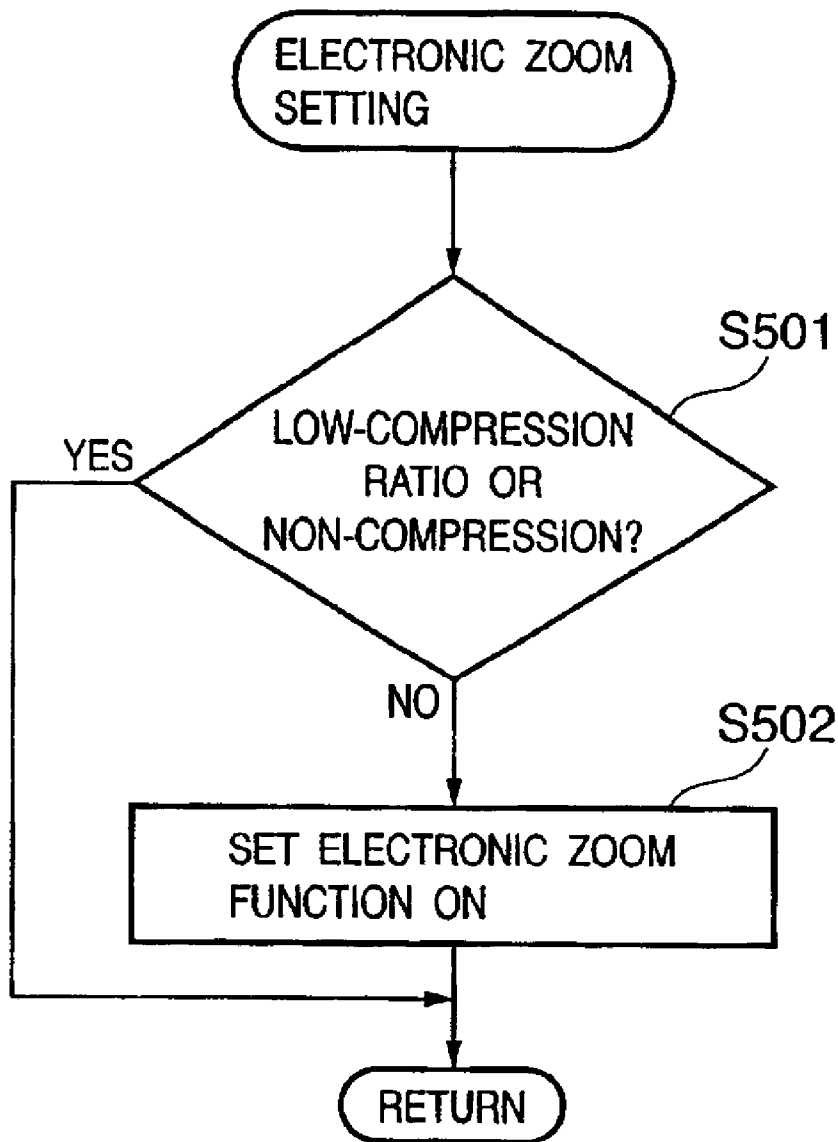 ELECTRONIC ZOOM
SETTING
S501
LOW-COMPRESSION
RATIO OR
NON-COMPRESSION?
YES
NO
S502
SET ELECTRONIC ZOOM
FUNCTION ON
RETURN